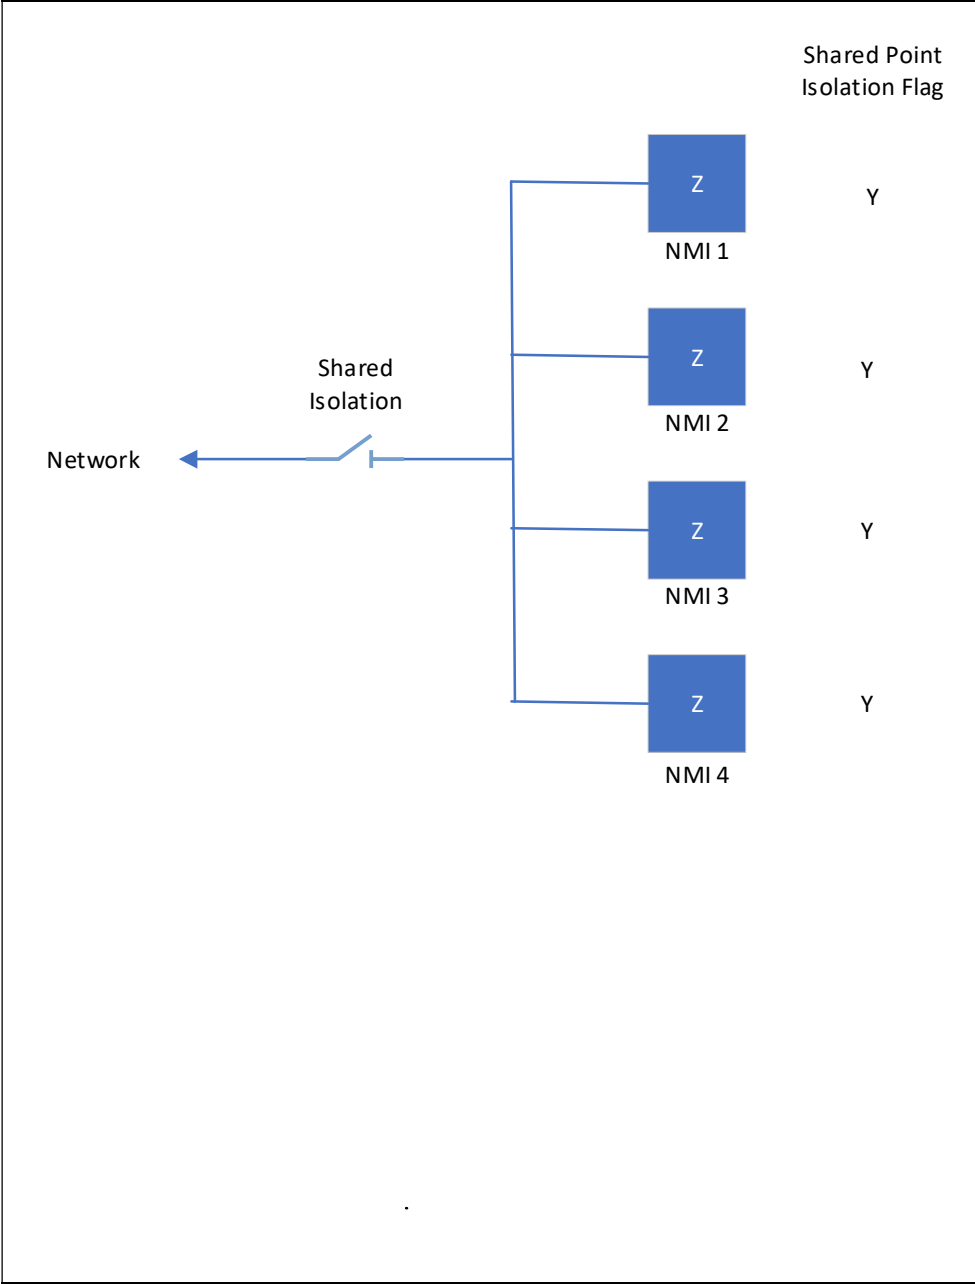 Shared Point
Isolation Flag
Z
Y
NMI 1
Z
Y
NMI 2
Shared
Isolation
Network
Z
Y
NMI 3
Z
Y
NMI 4
.